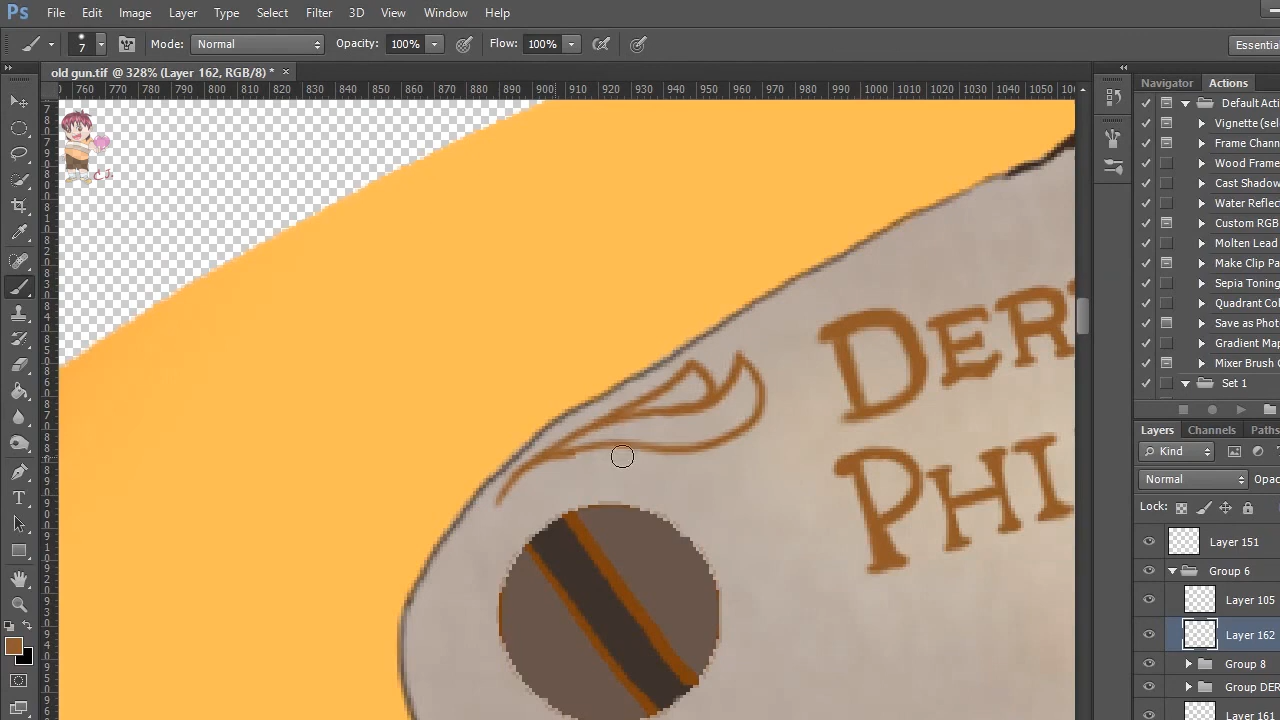 Ps File Edit Image Layer Type Select Filter 3D View Window Help
7 Mode: Normal Opacity: 100% Flow: 100% Essentia
old gun.tif @ 328% (Layer 162, RGB/8) * ×
760 770 780 790 800 810 820 830 840 850 860 870 880 890 900 910 920 930 940 950 960 970 980 990 1000 1010 1020 1030 1040 1050
Navigator Actions
Default Acti
Vignette (sel
Frame Chann
Wood Frame
Cast Shadow
Water Reflec
Custom RGB
Molten Lead
Make Clip Pa
Sepia Toning
Quadrant Col
Save as Phot
Gradient Map
Mixer Brush C
Set 1
DER
PHI
Layers Channels Paths
Kind
Normal Opac
Lock:
Layer 151
Group 6
Layer 105
Layer 162
Group 8
Group DER
Layer 161